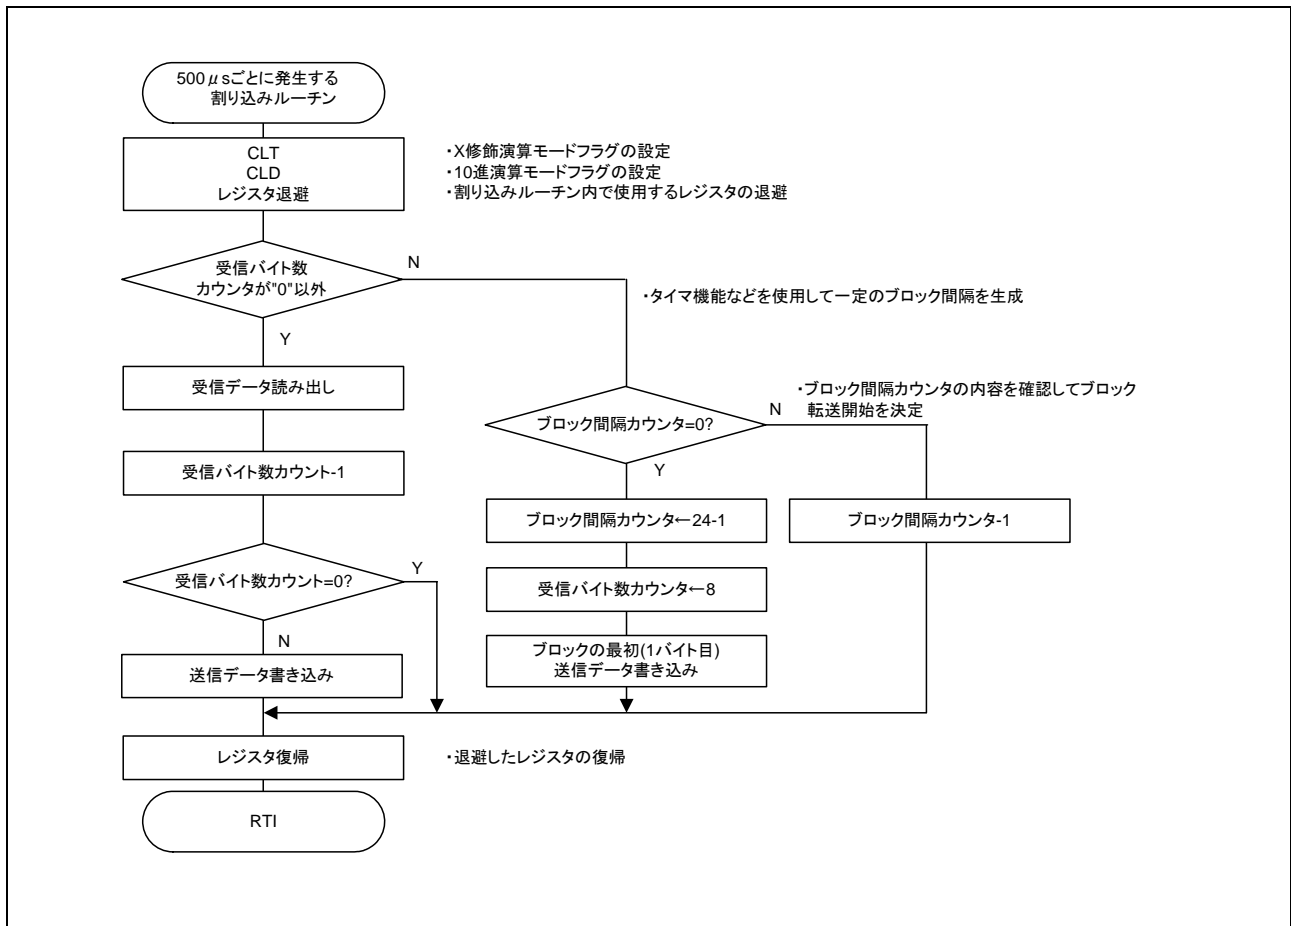 500μsごとに発生する
割り込みルーチン
CLT
CLD
レジスタ退避
・X修飾演算モードフラグの設定
・10進演算モードフラグの設定
・割り込みルーチン内で使用するレジスタの退避
受信バイト数
カウンタが"0"以外
N
Y
・タイマ機能などを使用して一定のブロック間隔を生成
受信データ読み出し
受信バイト数カウント-1
受信バイト数カウント=0?
Y
N
送信データ書き込み
ブロック間隔カウンタ=0?
N
・ブロック間隔カウンタの内容を確認してブロック
転送開始を決定
Y
ブロック間隔カウンタ←24-1
ブロック間隔カウンタ-1
受信バイト数カウンタ←8
ブロックの最初(1バイト目)
送信データ書き込み
レジスタ復帰
・退避したレジスタの復帰
RTI